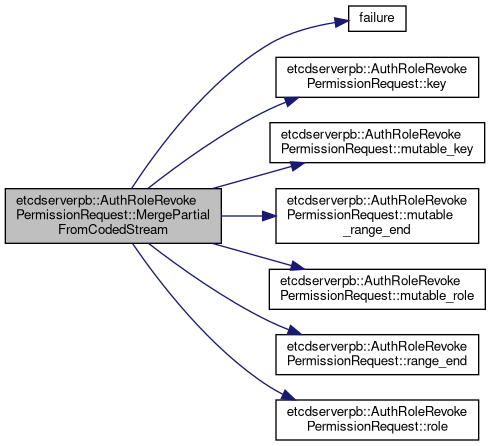 failure
etcdserverpb::AuthRoleRevoke
PermissionRequest::key
etcdserverpb::AuthRoleRevoke
PermissionRequest::mutable_key
etcdserverpb::AuthRoleRevoke
PermissionRequest::MergePartial
FromCodedStream
etcdserverpb::AuthRoleRevoke
PermissionRequest::mutable
_range_end
etcdserverpb::AuthRoleRevoke
PermissionRequest::mutable_role
etcdserverpb::AuthRoleRevoke
PermissionRequest::range_end
etcdserverpb::AuthRoleRevoke
PermissionRequest::role